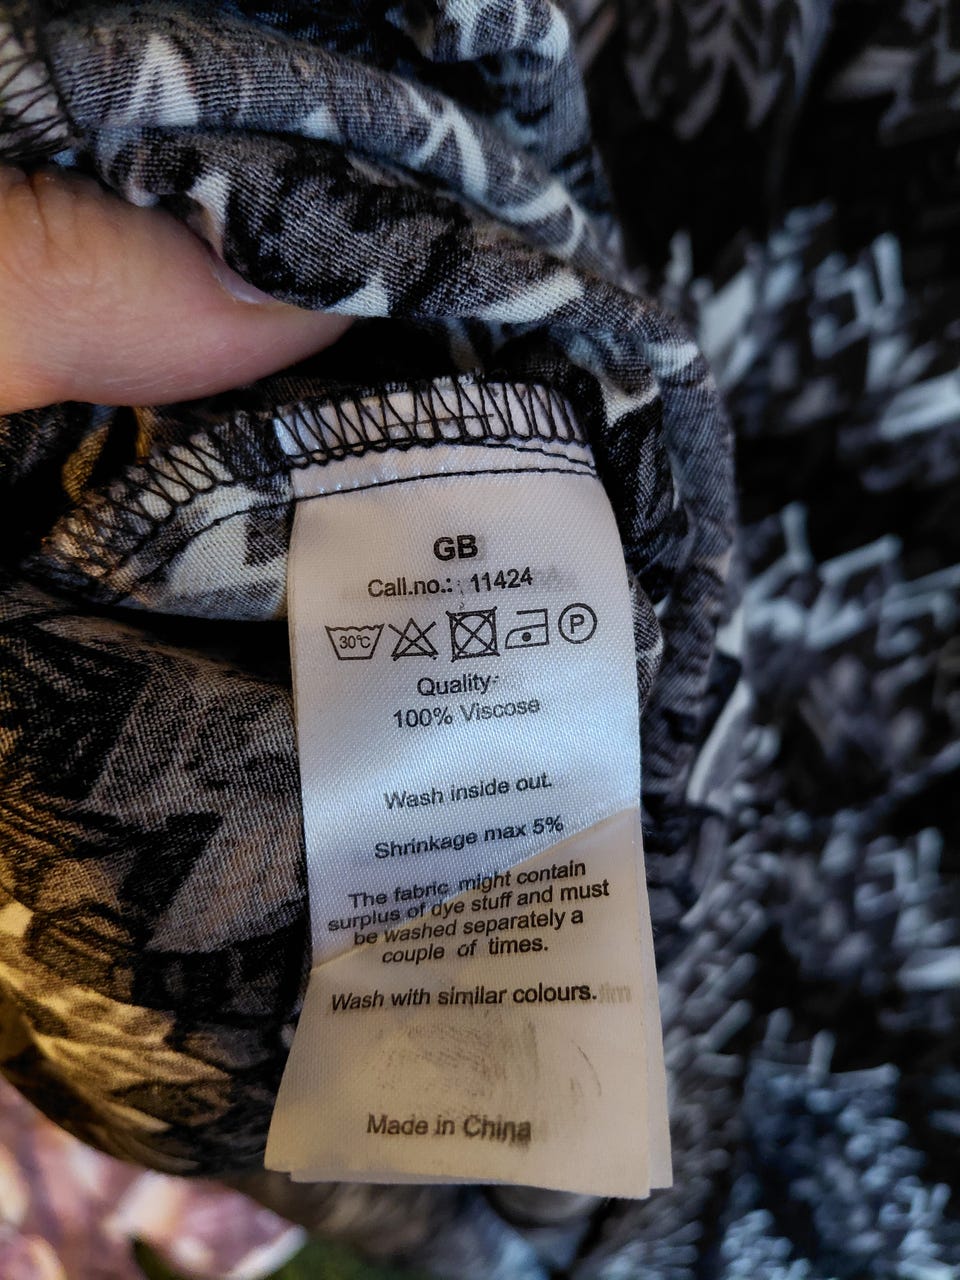 GB
Call.no.: 11424
30°C P
Quality:
100% Viscose
Wash inside out.
Shrinkage max 5%
The fabric might contain
surplus of dye stuff and must
be washed separately a
couple of times.
Wash with similar colours.
Made in China